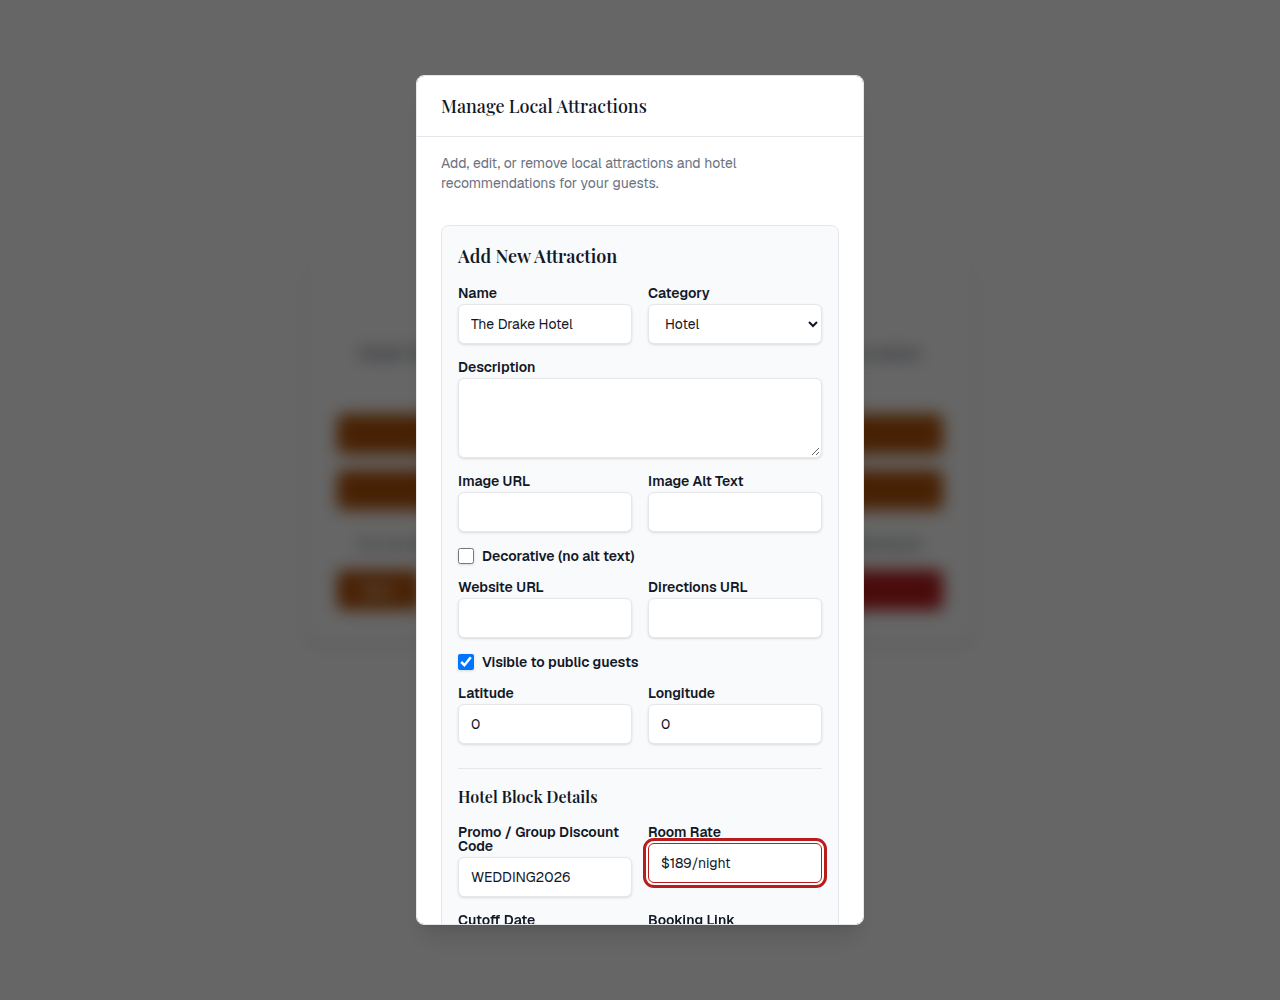 Manage Local Attractions
Add, edit, or remove local attractions and hotel
recommendations for your guests.
Add New Attraction
Name
Category
The Drake Hotel
Hotel
Description
Image URL
Image Alt Text
Decorative (no alt text)
Website URL
Directions URL
Visible to public guests
Latitude
Longitude
0
0
Hotel Block Details
Promo / Group Discount
Code
Room Rate
WEDDING2026
$189/night
Cutoff Date
Booking Link